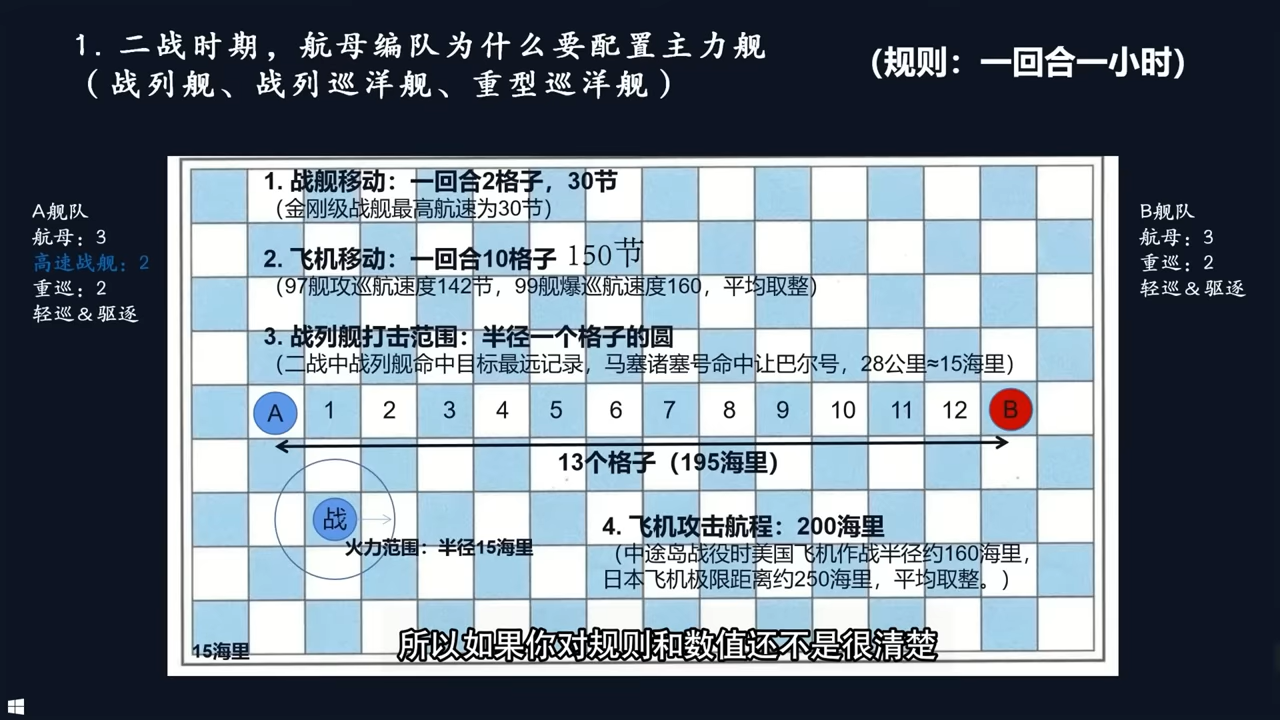 1. 二战时期，航母编队为什么要配置主力舰
（战列舰、战列巡洋舰、重型巡洋舰）
(规则：一回合一小时)
A舰队
航母：3
高速战舰：2
重巡：2
轻巡＆驱逐
1. 战舰移动：一回合2格子，30节
（金刚级战舰最高航速为30节）
2. 飞机移动：一回合10格子 150节
（97舰攻巡航速度142节，99舰爆巡航速度160，平均取整）
3. 战列舰打击范围：半径一个格子的圆
（二战中战列舰命中目标最远记录，马塞诸塞号命中让巴尔号，28公里≈15海里）
A 1 2 3 4 5 6 7 8 9 10 11 12 B
13个格子（195海里）
战
火力范围：半径15海里
4. 飞机攻击航程：200海里
（中途岛战役时美国飞机作战半径约160海里，
日本飞机极限距离约250海里，平均取整。）
15海里
B舰队
航母：3
重巡：2
轻巡＆驱逐
所以如果你对规则和数值还不是很清楚